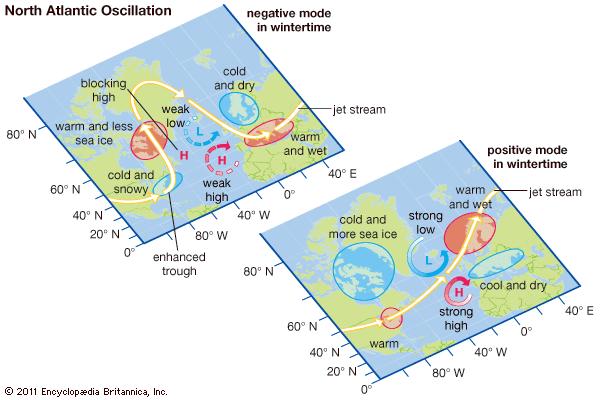 North Atlantic Oscillation
negative mode
in wintertime
cold
and dry
blocking
high
weak
low
jet stream
80° N
warm and less
sea ice
L
H
H
warm
and wet
cold and
snowy
weak
high
60° N
40° N
20° N
0°
80° W
40° W
0°
40° E
enhanced
trough
positive mode
in wintertime
warm
and wet
jet stream
cold and
more sea ice
strong
low
L
80° N
H
cool and dry
strong
high
60° N
warm
40° N
20° N
0°
80° W
40° W
0°
40° E
© 2011 Encyclopædia Britannica, Inc.